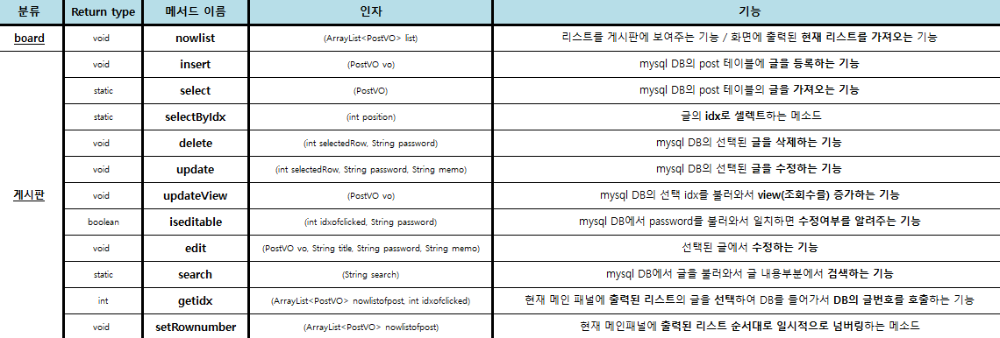 분류 Return type 메서드 이름 인자 기능
board void nowlist (ArrayList<PostVO> list) 리스트를 게시판에 보여주는 기능 / 화면에 출력된 현재 리스트를 가져오는 기능
게시판
void insert (PostVO vo) mysql DB의 post 테이블에 글을 등록하는 기능
static select (PostVO) mysql DB의 post 테이블의 글을 가져오는 기능
static selectByIdx (int position) 글의 idx로 셀렉트하는 메소드
void delete (int selectedRow, String password) mysql DB의 선택된 글을 삭제하는 기능
void update (int selectedRow, String password, String memo) mysql DB의 선택된 글을 수정하는 기능
void updateView (PostVO vo) mysql DB의 선택 idx를 불러와서 view(조회수를) 증가하는 기능
boolean iseditable (int idxofclicked, String password) mysql DB에서 password를 불러와서 일치하면 수정여부를 알려주는 기능
void edit (PostVO vo, String title, String password, String memo) 선택된 글에서 수정하는 기능
static search (String search) mysql DB에서 글을 불러와서 글 내용부분에서 검색하는 기능
int getidx (ArrayList<PostVO> nowlistofpost, int idxofclicked) 현재 메인 패널에 출력된 리스트의 글을 선택하여 DB를 들어가서 DB의 글번호를 호출하는 기능
void setRownumber (ArrayList<PostVO> nowlistofpost) 현재 메인패널에 출력된 리스트 순서대로 일시적으로 넘버링하는 메소드